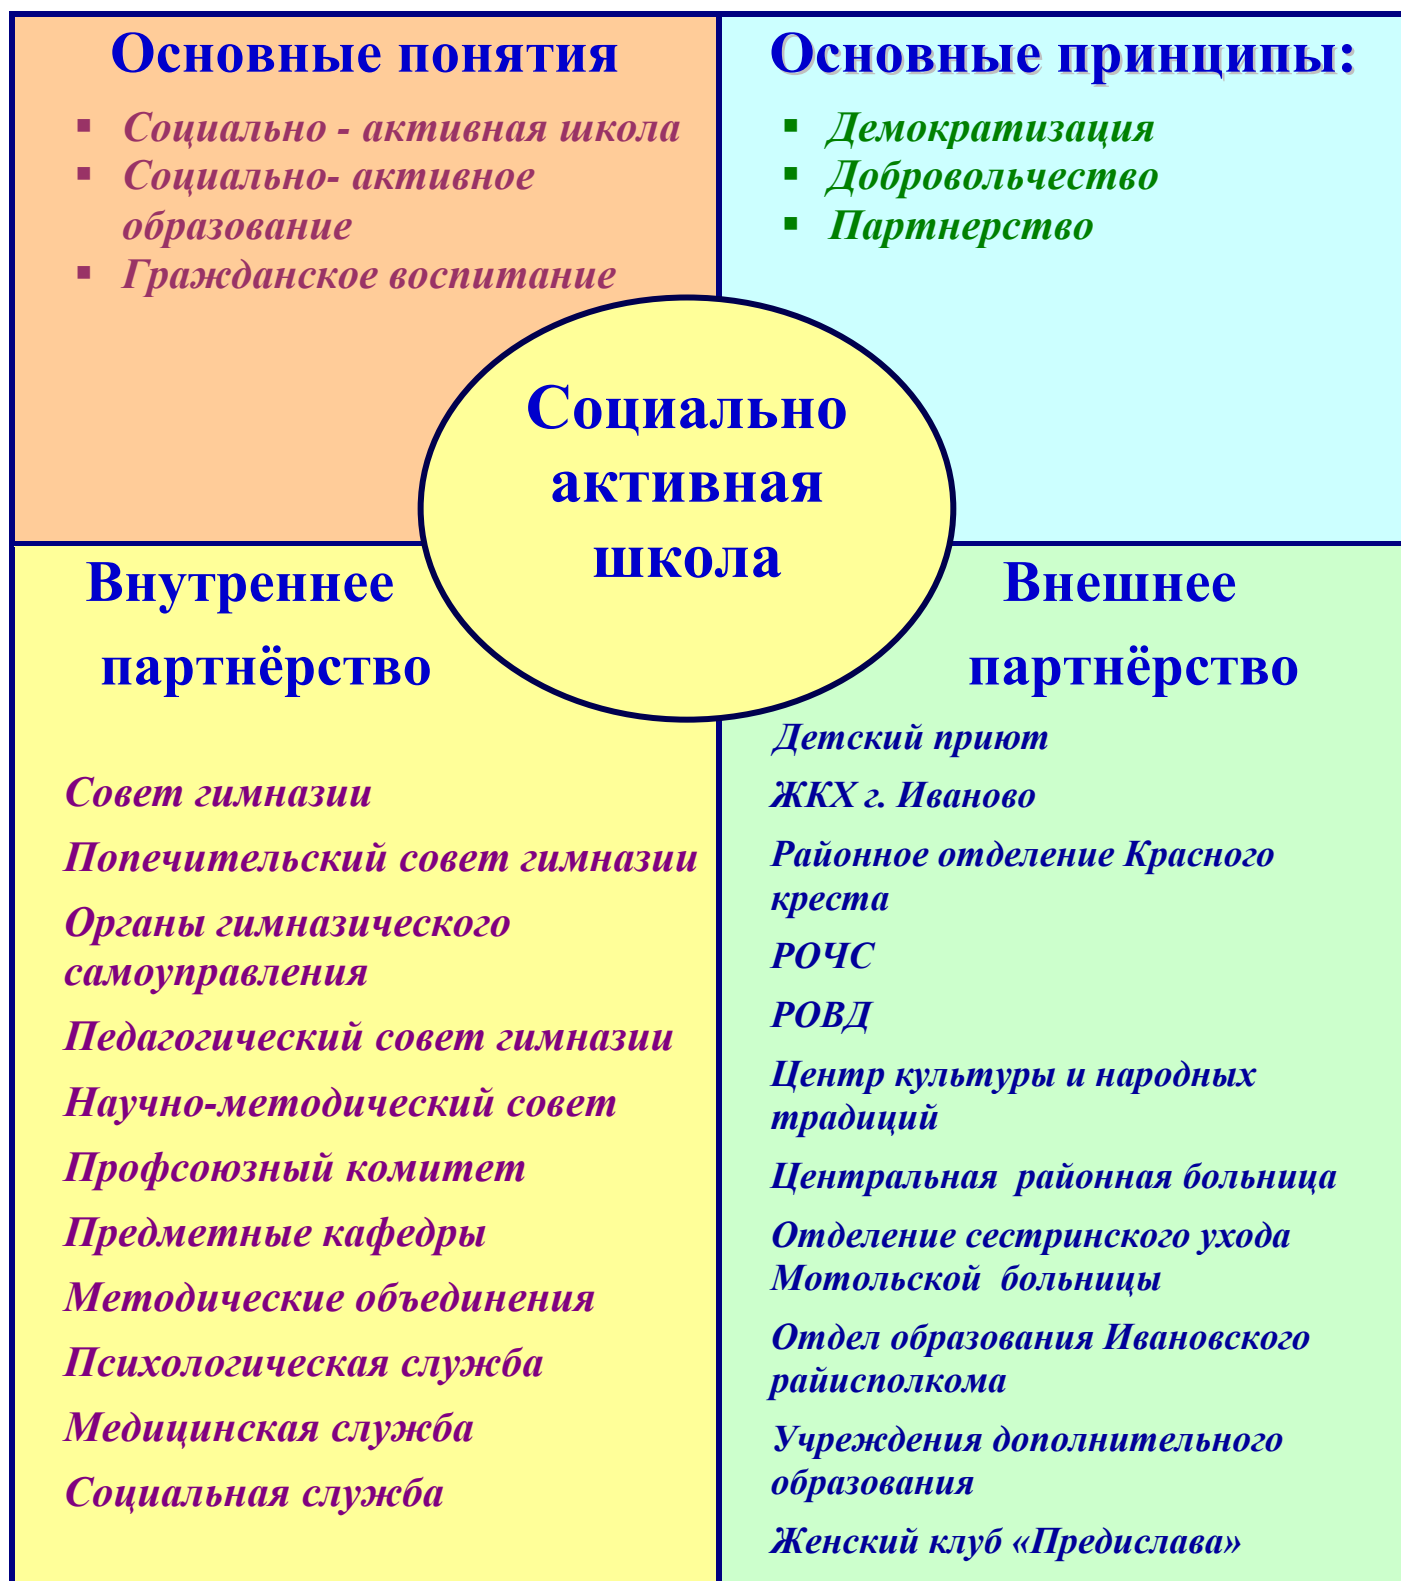 Основные понятия
▪ Социально - активная школа
▪ Социально- активное
образование
▪ Гражданское воспитание
Основные принципы:
▪ Демократизация
▪ Добровольчество
▪ Партнерство
Социально
активная
школа
Внутреннее
партнёрство
Совет гимназии
Попечительский совет гимназии
Органы гимназического
самоуправления
Педагогический совет гимназии
Научно-методический совет
Профсоюзный комитет
Предметные кафедры
Методические объединения
Психологическая служба
Медицинская служба
Социальная служба
Внешнее
партнёрство
Детский приют
ЖКХ г. Иваново
Районное отделение Красного
креста
РОЧС
РОВД
Центр культуры и народных
традиций
Центральная  районная больница
Отделение сестринского ухода
Мотольской  больницы
Отдел образования Ивановского
райисполкома
Учреждения дополнительного
образования
Женский клуб «Предислава»